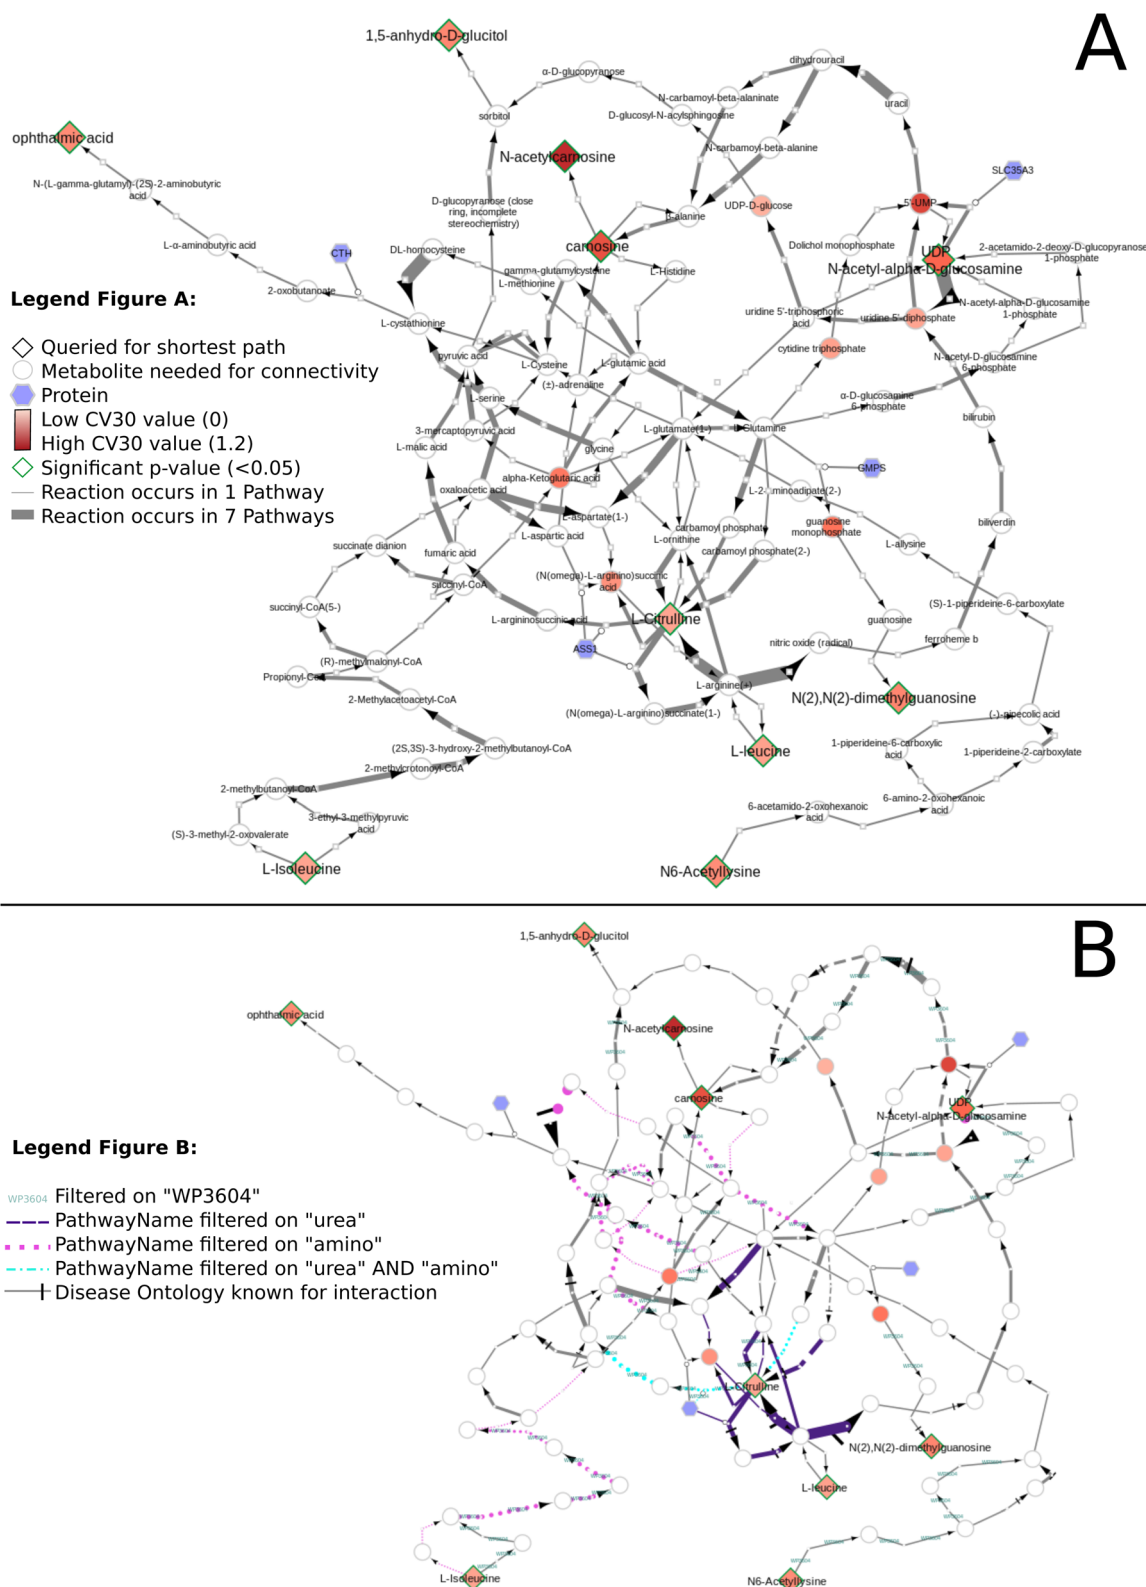 A
1,5-anhydro-D-glucitol
dihydrouracil
α-D-glucopyranose
N-carbamoyl-beta-alaninate
uracil
sorbitol
D-glucosyl-N-acylsphingosine
ophthalmic acid
N-carbamoyl-beta-alanine
N-acetylcarnosine
SLC35A3
N-(L-gamma-glutamyl)-(2S)-2-aminobutyric
acid
D-glucopyranose (close
ring, incomplete
stereochemistry)
UDP-D-glucose
5'-UMP
β-alanine
L-α-aminobutyric acid
DL-homocysteine
carnosine
Dolichol monophosphate
UDP
N-acetyl-alpha-D-glucosamine
2-acetamido-2-deoxy-D-glucopyranose
1-phosphate
CTH
gamma-glutamylcysteine
L-methionine
L-Histidine
2-oxobutanoate
Legend Figure A:
N-acetyl-alpha-D-glucosamine
1-phosphate
uridine 5'-triphosphoric
acid
uridine 5'-diphosphate
L-cystathionine
Queried for shortest path
Metabolite needed for connectivity
Protein
Low CV30 value (0)
High CV30 value (1.2)
Significant p-value (<0.05)
Reaction occurs in 1 Pathway
Reaction occurs in 7 Pathways
pyruvic acid
L-Cysteine
L-glutamic acid
cytidine triphosphate
N-acetyl-D-glucosamine
6-phosphate
(±)-adrenaline
L-serine
α-D-glucosamine
6-phosphate
bilirubin
3-mercaptopyruvic acid
L-glutamate(1-)
L-Glutamine
L-malic acid
glycine
GMPS
alpha-Ketoglutaric acid
oxaloacetic acid
L-2-aminoadipate(2-)
L-aspartate(1-)
guanosine
monophosphate
carbamoyl phosphate
biliverdin
L-aspartic acid
L-ornithine
succinate dianion
fumaric acid
carbamoyl phosphate(2-)
L-allysine
succinyl-CoA
(N(omega)-L-arginino)succinic
acid
succinyl-CoA(5-)
(S)-1-piperideine-6-carboxylate
L-argininosuccinic acid
L-Citrulline
guanosine
ASS1
nitric oxide (radical)
ferroheme b
(R)-methylmalonyl-CoA
Propionyl-CoA
L-arginine(+)
N(2),N(2)-dimethylguanosine
2-Methylacetoacetyl-CoA
(N(omega)-L-arginino)succinate(1-)
(-)-pipecolic acid
(2S,3S)-3-hydroxy-2-methylbutanoyl-CoA
L-leucine
1-piperideine-6-carboxylic
acid
1-piperideine-2-carboxylate
2-methylcrotonoyl-CoA
2-methylbutanoyl-CoA
6-acetamido-2-oxohexanoic
acid
6-amino-2-oxohexanoic
acid
3-ethyl-3-methylpyruvic
acid
(S)-3-methyl-2-oxovalerate
L-Isoleucine
N6-Acetyllysine
B
1,5-anhydro-D-glucitol
ophthalmic acid
N-acetylcarnosine
carnosine
UDP
N-acetyl-alpha-D-glucosamine
Legend Figure B:
WP3604 Filtered on "WP3604"
PathwayName filtered on "urea"
PathwayName filtered on "amino"
PathwayName filtered on "urea" AND "amino"
Disease Ontology known for interaction
L-Citrulline
N(2),N(2)-dimethylguanosine
L-leucine
L-Isoleucine
N6-Acetyllysine